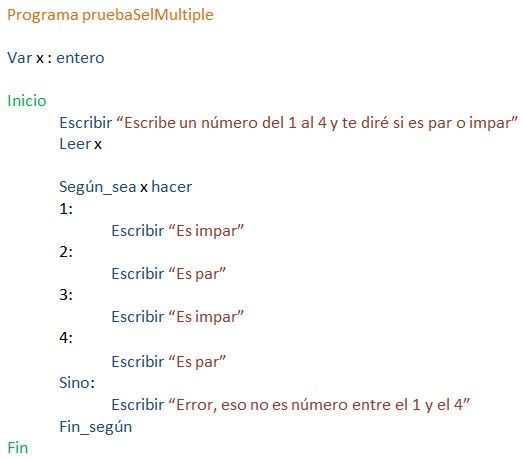 Programa pruebaSelMultiple
Var x : entero
Inicio
Escribir “Escribe un número del 1 al 4 y te diré si es par o impar”
Leer x
Según_sea x hacer
1:
Escribir “Es impar”
2:
Escribir “Es par”
3:
Escribir “Es impar”
4:
Escribir “Es par”
Sino:
Escribir “Error, eso no es número entre el 1 y el 4”
Fin_según
Fin